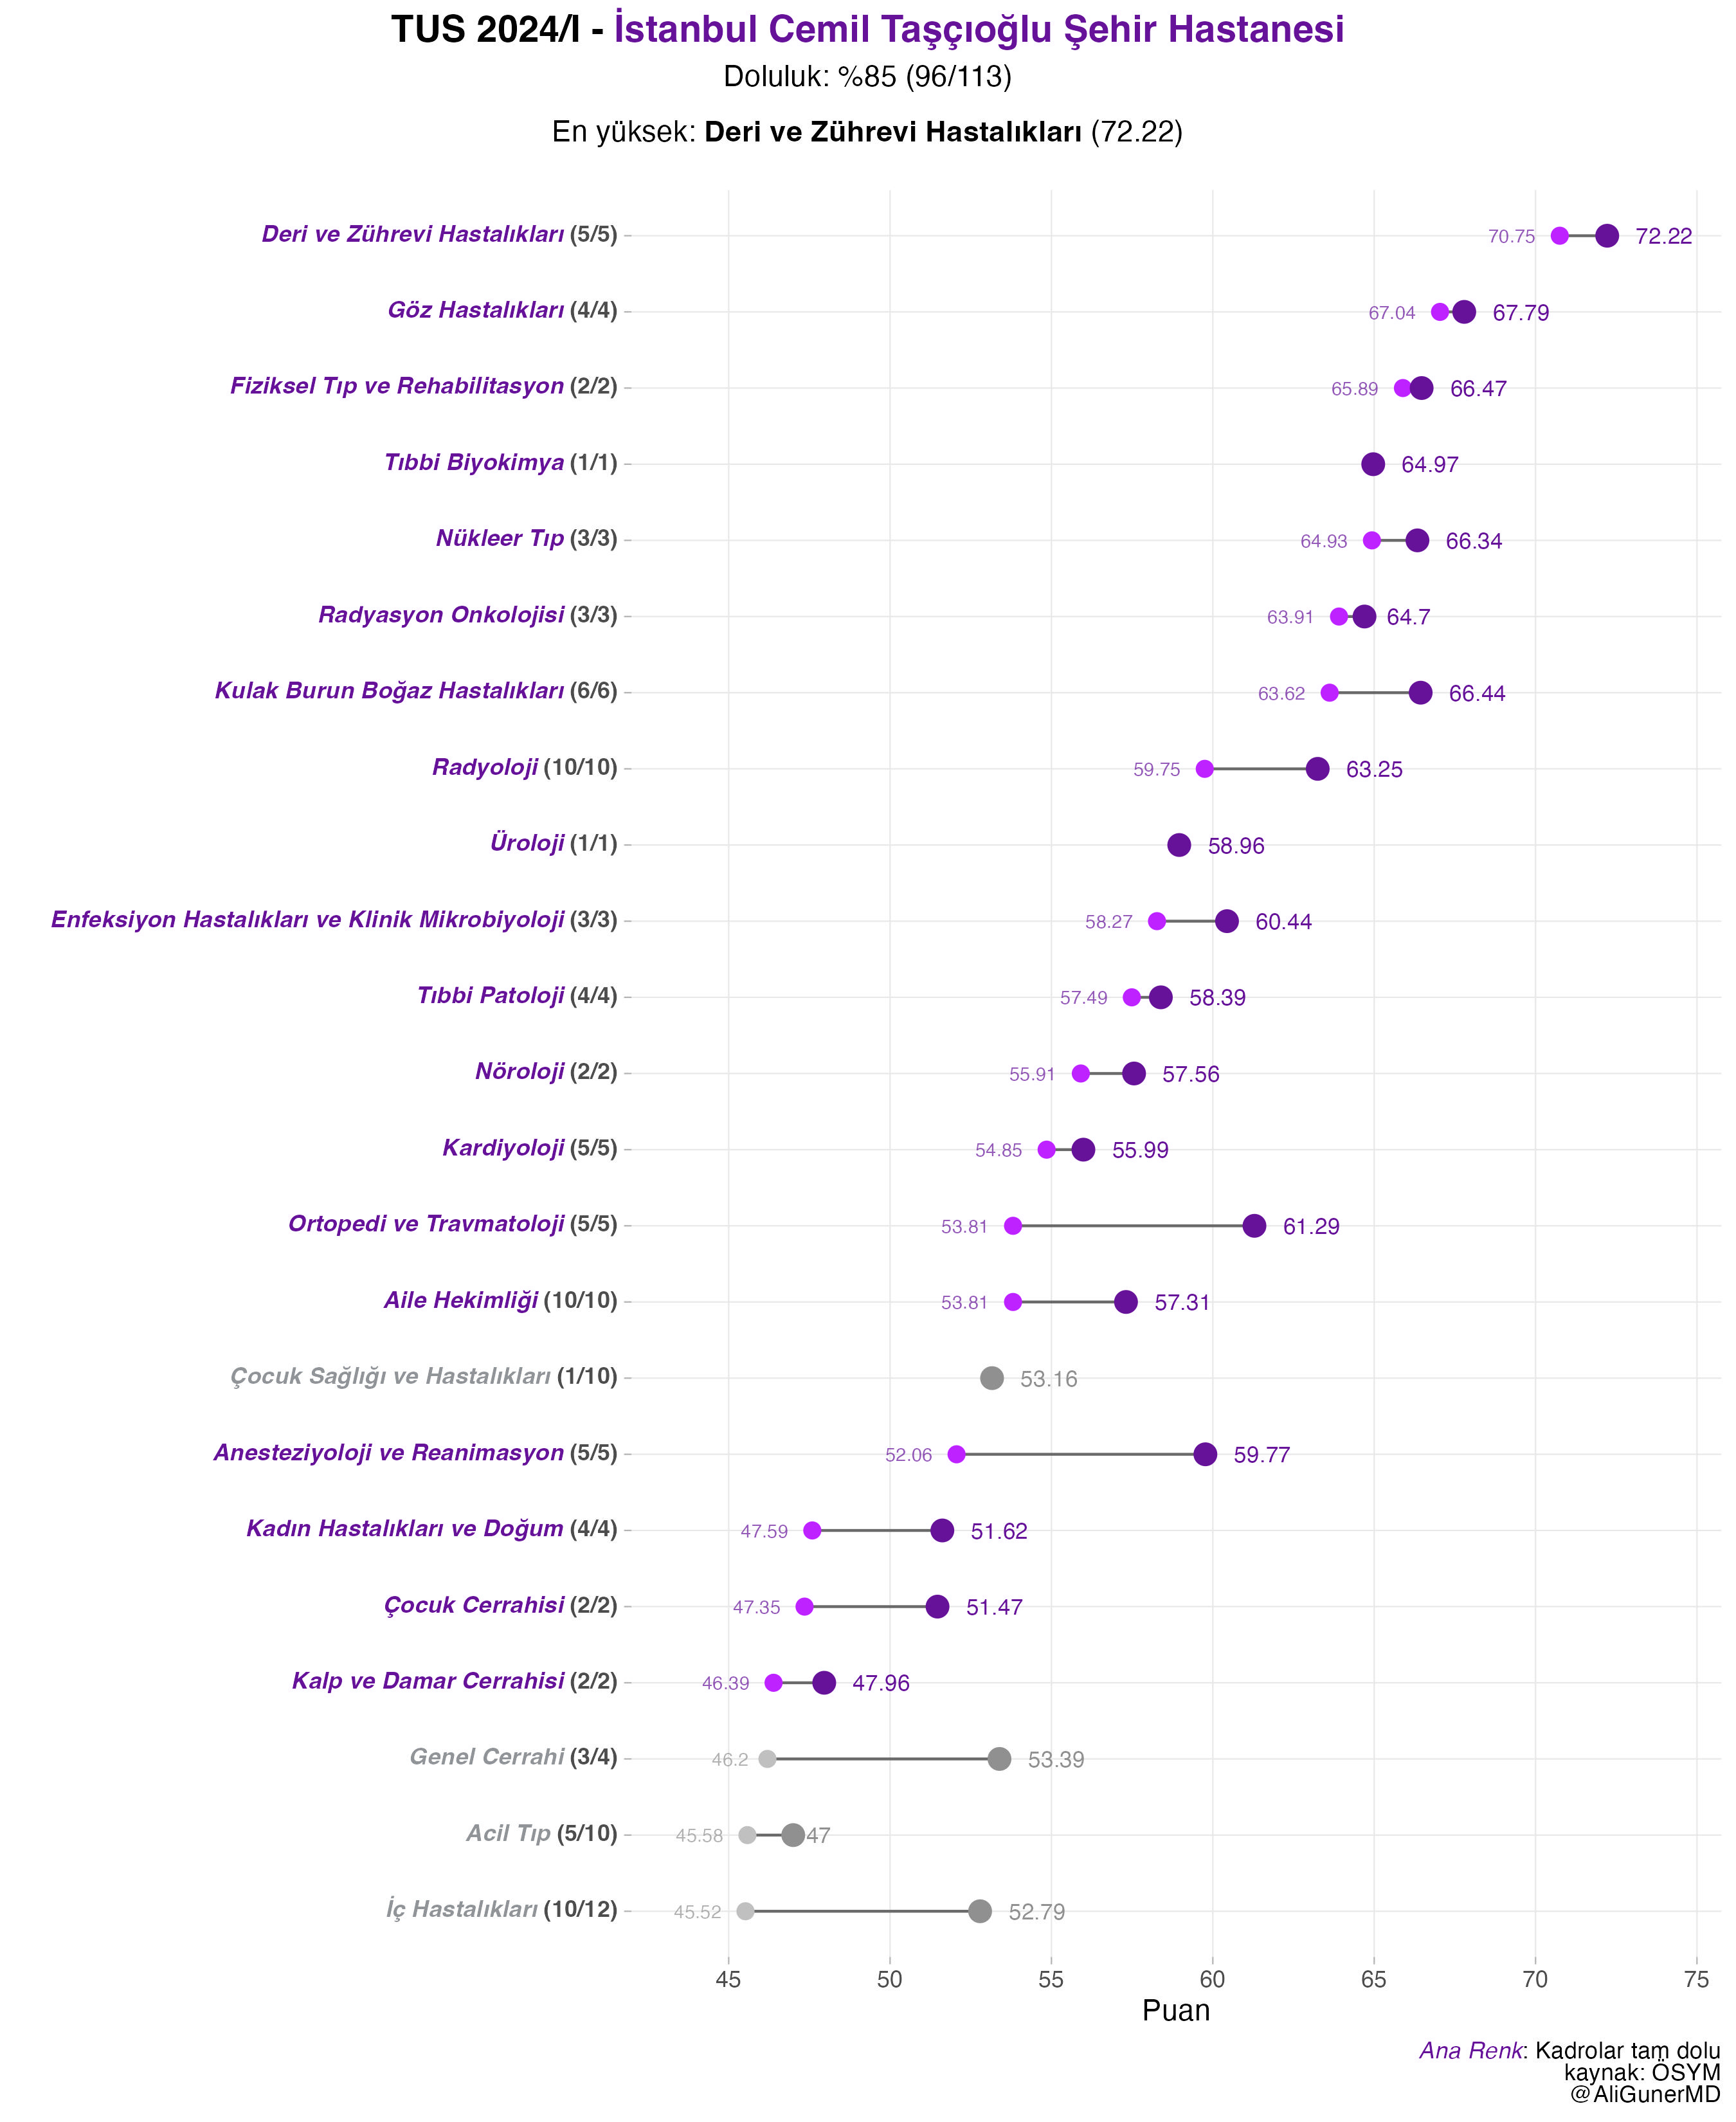 TUS 2024/I - İstanbul Cemil Taşçıoğlu Şehir Hastanesi
Doluluk: %85 (96/113)
En yüksek: Deri ve Zührevi Hastalıkları (72.22)
Deri ve Zührevi Hastalıkları (5/5) 70.75 72.22
Göz Hastalıkları (4/4) 67.04 67.79
Fiziksel Tıp ve Rehabilitasyon (2/2) 65.89 66.47
Tıbbi Biyokimya (1/1) 64.97
Nükleer Tıp (3/3) 64.93 66.34
Radyasyon Onkolojisi (3/3) 63.91 64.7
Kulak Burun Boğaz Hastalıkları (6/6) 63.62 66.44
Radyoloji (10/10) 59.75 63.25
Üroloji (1/1) 58.96
Enfeksiyon Hastalıkları ve Klinik Mikrobiyoloji (3/3) 58.27 60.44
Tıbbi Patoloji (4/4) 57.49 58.39
Nöroloji (2/2) 55.91 57.56
Kardiyoloji (5/5) 54.85 55.99
Ortopedi ve Travmatoloji (5/5) 53.81 61.29
Aile Hekimliği (10/10) 53.81 57.31
Çocuk Sağlığı ve Hastalıkları (1/10) 53.16
Anesteziyoloji ve Reanimasyon (5/5) 52.06 59.77
Kadın Hastalıkları ve Doğum (4/4) 47.59 51.62
Çocuk Cerrahisi (2/2) 47.35 51.47
Kalp ve Damar Cerrahisi (2/2) 46.39 47.96
Genel Cerrahi (3/4) 46.2 53.39
Acil Tıp (5/10) 45.58 47
İç Hastalıkları (10/12) 45.52 52.79
45 50 55 60 65 70 75
Puan
Ana Renk: Kadrolar tam dolu
kaynak: ÖSYM
@AliGunerMD